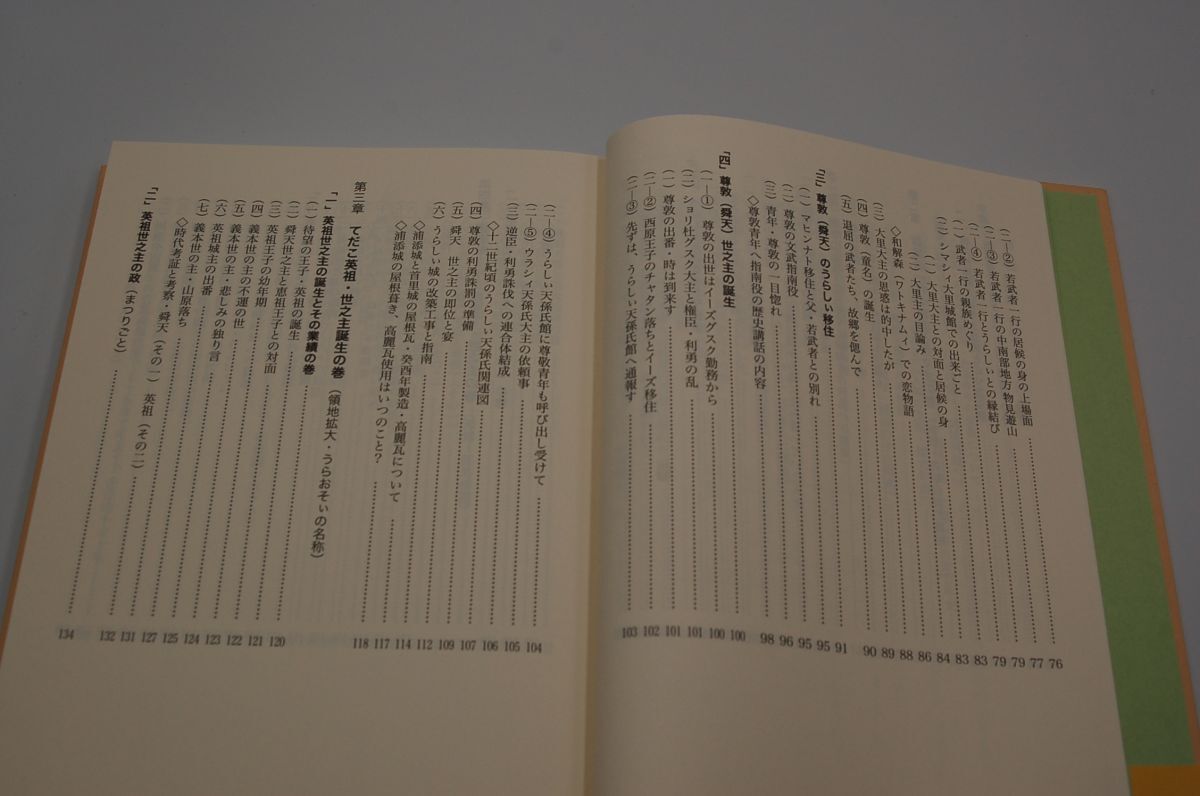 (二―②) 若武者一行の居候の身の上場面 76
(二―③) 若武者一行の中南部地方物見遊山 77
(二―④) 若武者一行とうらしぃとの縁結び 79
(一) 武者一行の親族めぐり 79
(二) シマシィ大里城館での出来ごと 83
(一) 大里大主との対面と居候の身 83
(二) 大里主の目論み 84
(三) 大里大主の思惑は的中したが 86
◇和解森(ワトキナムィ)での恋物語 88
(四) 尊敦(童名)の誕生 89
(五) 退屈の武者たち、故郷を偲んで 90
「三」 尊敦(舜天)のうらしぃ移住 91
(一) マヒンナト移住と父・若武者との別れ 95
(二) 尊敦の文武指南役 95
(三) 青年・尊敦の一目惚れ 96
◇尊敦青年へ指南役の歴史講話の内容 98
「四」 尊敦(舜天)世之主の誕生 100
(一―①) 尊敦の出世はイーズグスク勤務から 100
(二) ショリ杜グスク大主と権臣・利勇の乱 101
(一) 尊敦の出番・時は到来す 101
(二―②) 西原王子のチャタン落ちとイーズ移住 102
(二―③) 先ずは、うらしぃ天孫氏館へ通報す 103
(二―④) うらしぃ天孫氏館に尊敬青年も呼び出し受けて 104
(二―⑤) ウラシィ天孫氏大主の依頼事 105
(三) 逆臣・利勇誅伐への連合体結成 106
◇十二世紀頃のうらしぃ天孫氏関連図 107
(四) 尊敦の利勇誅罰の準備 109
(五) 舜天 世之主の即位と宴 112
(六) うらしぃ城の改築工事と指南 114
◇浦添城と首里城の屋根瓦・癸酉年製造・高麗瓦について 117
◇浦添城の屋根葺き、高麗瓦使用はいつのこと? 118
第三章 てだこ英祖・世之主誕生の巻 (領地拡大・うらおそぃの名称)
「一」 英祖世之主の誕生とその業績の巻 120
(一) 待望の王子・英祖の誕生 121
(二) 舜天世之主と恵祖王子との対面 122
(三) 英祖王子の幼年期 123
(四) 義本世の主の不運の世 124
(五) 義本世の主・悲しみの独り言 125
(六) 英祖城主の出番 127
(七) 義本世の主・山原落ち 131
◇時代考証と考察・舜天(その一) 英祖(その二) 132
「二」 英祖世之主の政(まつりごと) 134